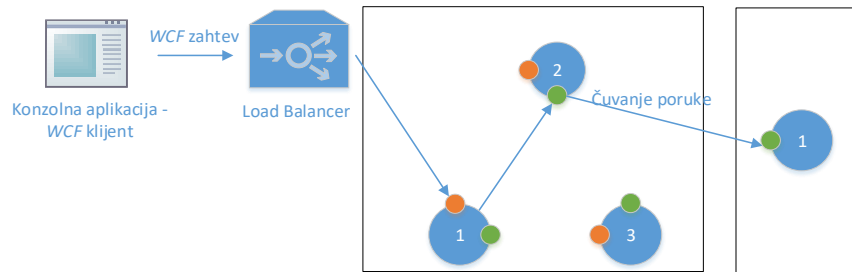 WCF zahtev
Konzolna aplikacija -
WCF klijent
Load Balancer
2
Čuvanje poruke
1
1
3